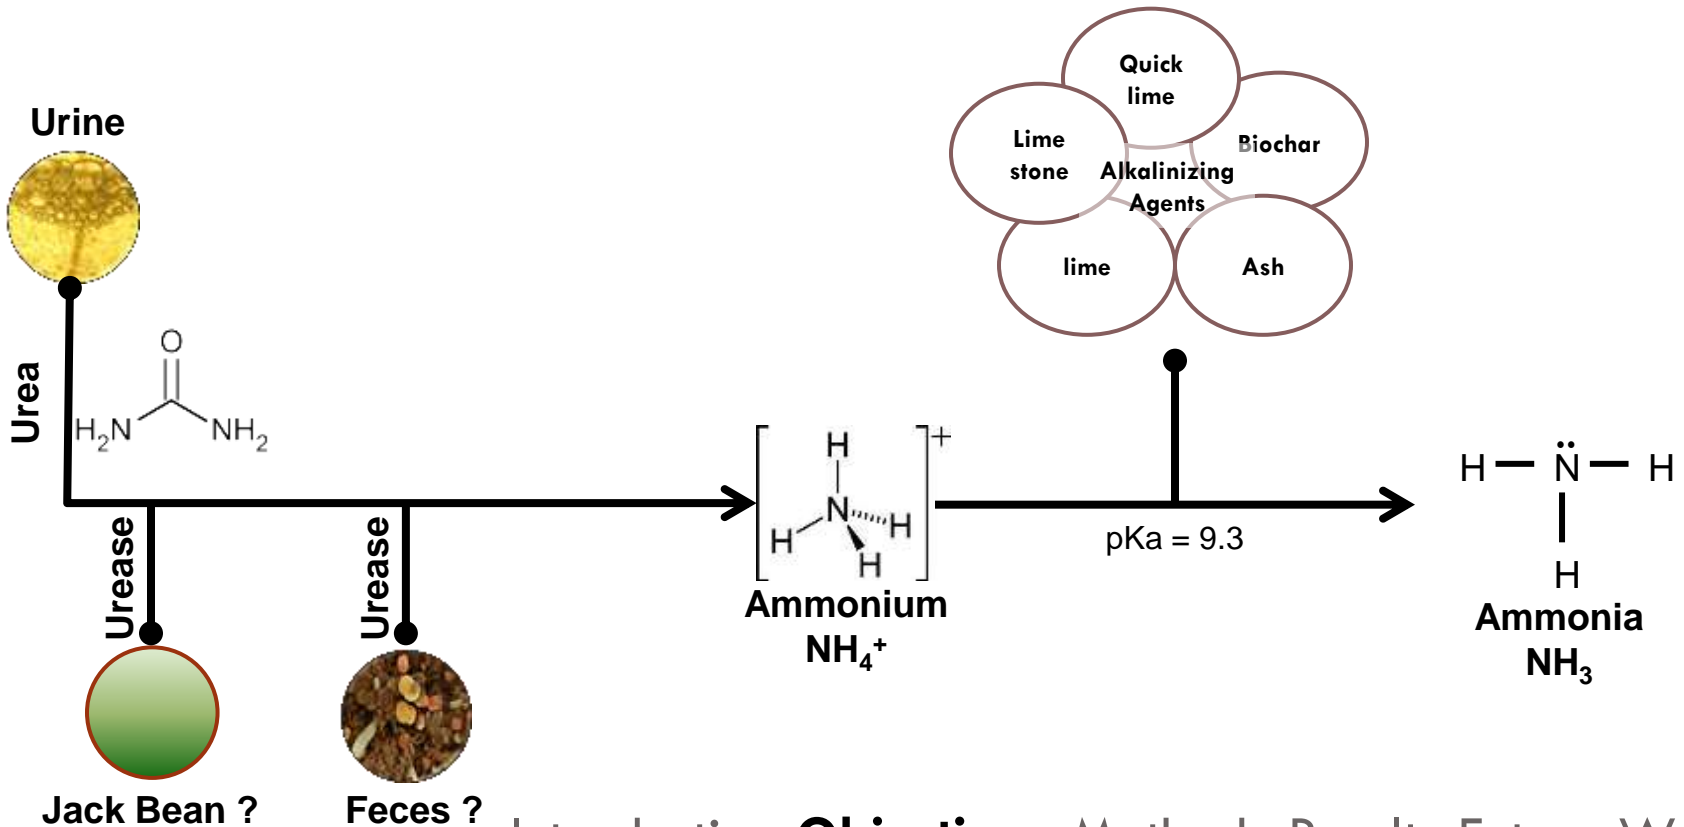 Urine
Urea
O
H₂N
NH₂
Urease
Urease
Jack Bean ?
Feces ?
H
N
H
H
H
+
Ammonium
NH₄⁺
Quick
lime
Lime
stone
Biochar
Alkalinizing
Agents
lime
Ash
pKa = 9.3
H
N
H
H
Ammonia
NH₃